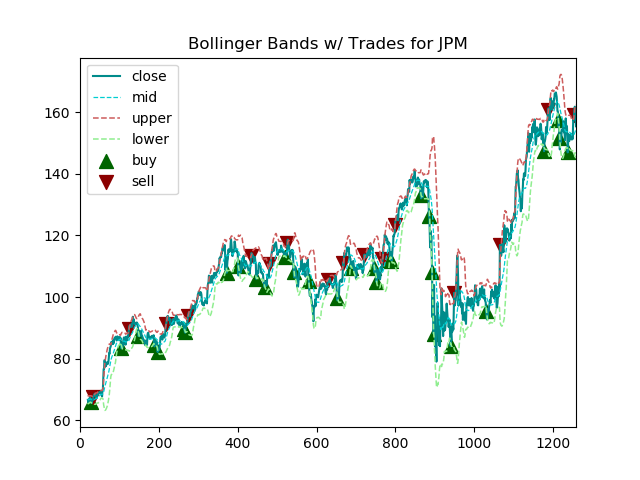 Bollinger Bands w/ Trades for JPM
close
mid
upper
lower
buy
sell
160
140
120
100
80
60
0 200 400 600 800 1000 1200